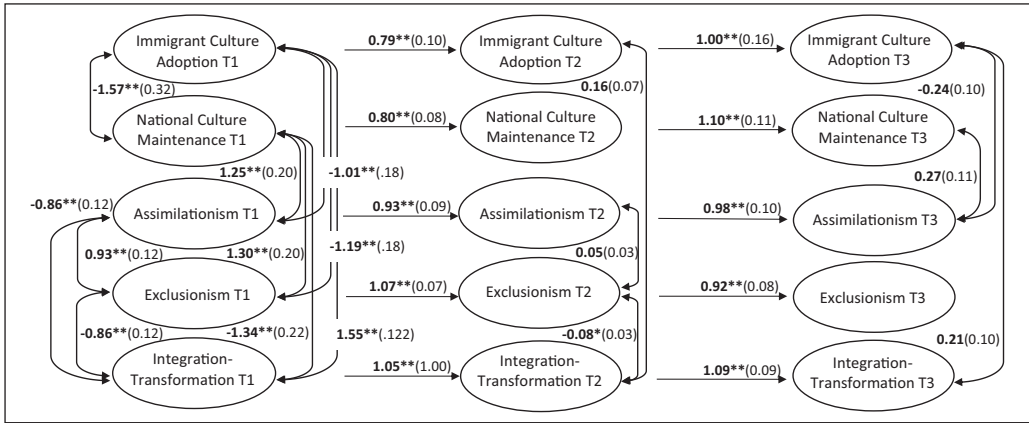 Immigrant Culture
Adoption T1
0.79**(0.10)
Immigrant Culture
Adoption T2
1.00**(0.16)
Immigrant Culture
Adoption T3
-1.57**(0.32)
0.16(0.07)
-0.24(0.10)
National Culture
Maintenance T1
0.80**(0.08)
National Culture
Maintenance T2
1.10**(0.11)
National Culture
Maintenance T3
1.25**(0.20)
-1.01**(.18)
0.27(0.11)
-0.86**(0.12)
Assimilationism T1
0.93**(0.09)
Assimilationism T2
0.98**(0.10)
Assimilationism T3
0.93**(0.12)
1.30**(0.20)
-1.19**(.18)
0.05(0.03)
Exclusionism T1
1.07**(0.07)
Exclusionism T2
0.92**(0.08)
Exclusionism T3
-0.86**(0.12)
-1.34**(0.22)
1.55**(.122)
-0.08*(0.03)
0.21(0.10)
Integration-
Transformation T1
1.05**(1.00)
Integration-
Transformation T2
1.09**(0.09)
Integration-
Transformation T3